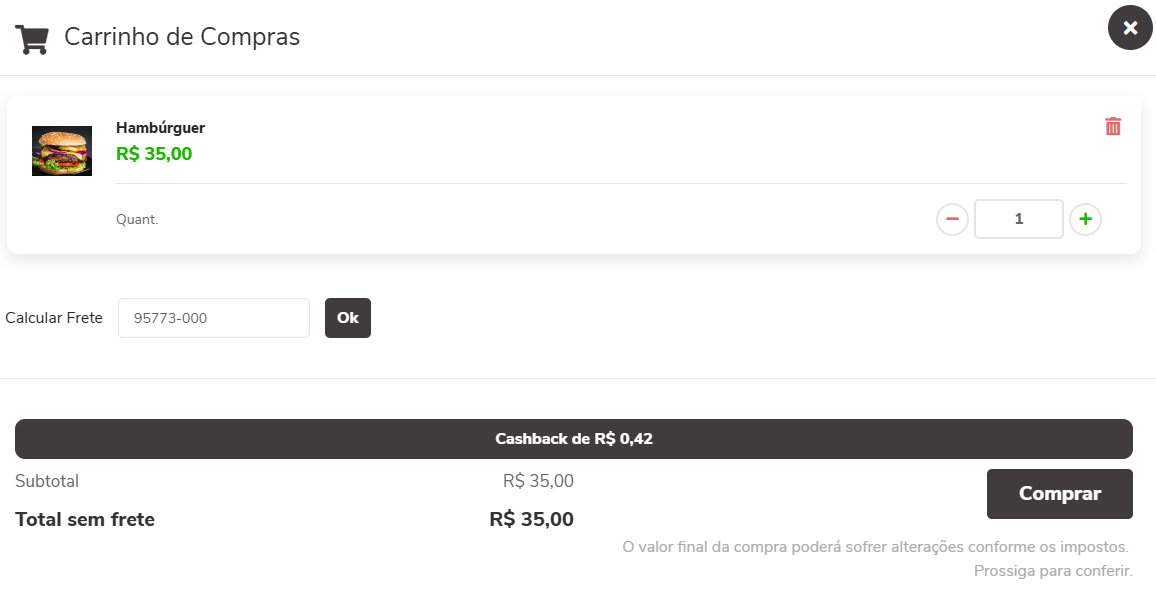 Carrinho de Compras
Hambúrguer
R$ 35,00
Quant.
1
Calcular Frete 95773-000 Ok
Cashback de R$ 0,42
Subtotal R$ 35,00
Comprar
Total sem frete R$ 35,00
O valor final da compra poderá sofrer alterações conforme os impostos.
Prossiga para conferir.